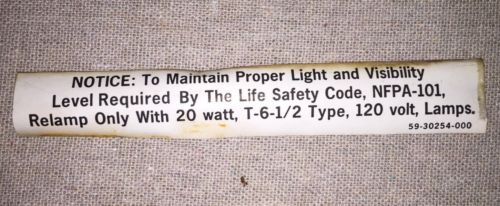 NOTICE: To Maintain Proper Light and Visibility
Level Required By The Life Safety Code, NFPA-101,
Relamp Only With 20 watt, T-6-1/2 Type, 120 volt, Lamps.
59-30254-000